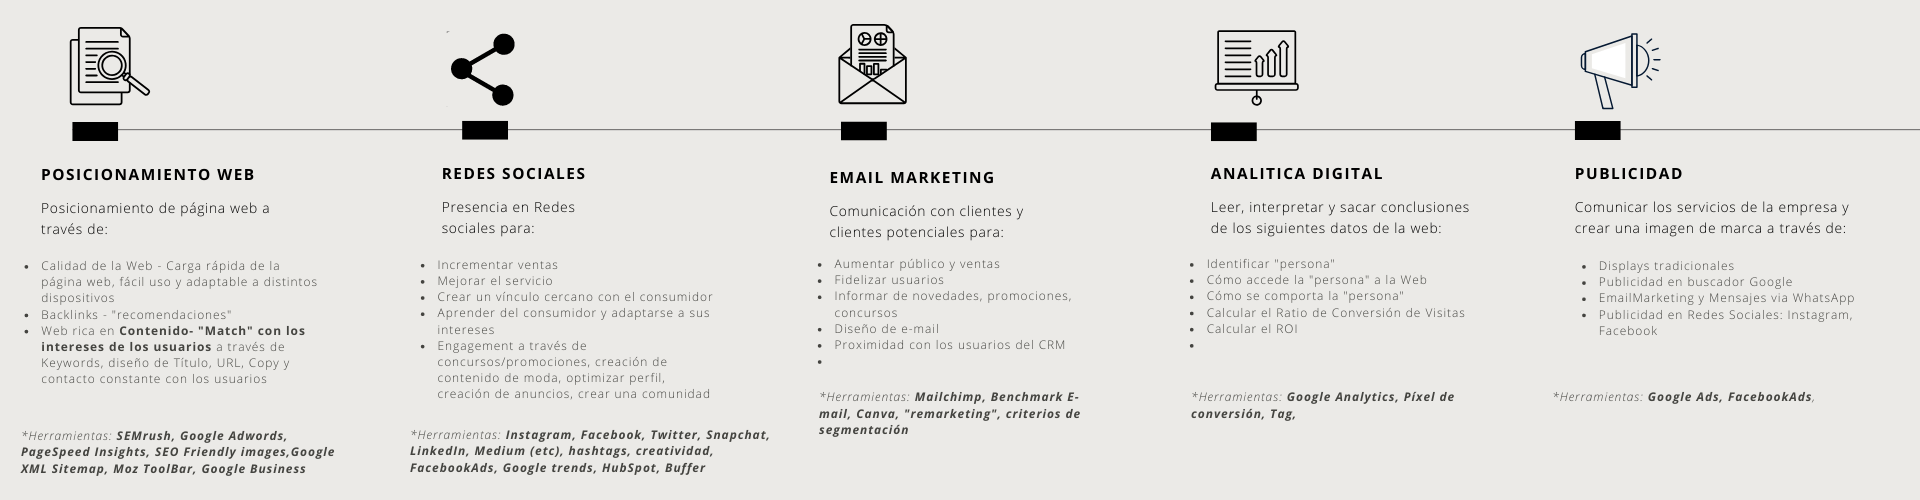 POSICIONAMIENTO WEB
Posicionamiento de página web a
través de:
• Calidad de la Web - Carga rápida de la
página web, fácil uso y adaptable a distintos
dispositivos
• Backlinks - "recomendaciones"
• Web rica en Contenido- "Match" con los
intereses de los usuarios a través de
Keywords, diseño de Título, URL, Copy y
contacto constante con los usuarios
*Herramientas: SEMrush, Google Adwords,
PageSpeed Insights, SEO Friendly images,Google
XML Sitemap, Moz ToolBar, Google Business
REDES SOCIALES
Presencia en Redes
sociales para:
• Incrementar ventas
• Mejorar el servicio
• Crear un vínculo cercano con el consumidor
• Aprender del consumidor y adaptarse a sus
intereses
• Engagement a través de
concursos/promociones, creación de
contenido de moda, optimizar perfil,
creación de anuncios, crear una comunidad
*Herramientas: Instagram, Facebook, Twitter, Snapchat,
LinkedIn, Medium (etc), hashtags, creatividad,
FacebookAds, Google trends, HubSpot, Buffer
EMAIL MARKETING
Comunicación con clientes y
clientes potenciales para:
• Aumentar público y ventas
• Fidelizar usuarios
• Informar de novedades, promociones,
concursos
• Diseño de e-mail
• Proximidad con los usuarios del CRM
•
*Herramientas: Mailchimp, Benchmark E-
mail, Canva, "remarketing", criterios de
segmentación
ANALITICA DIGITAL
Leer, interpretar y sacar conclusiones
de los siguientes datos de la web:
• Identificar "persona"
• Cómo accede la "persona" a la Web
• Cómo se comporta la "persona"
• Calcular el Ratio de Conversión de Visitas
• Calcular el ROI
•
*Herramientas: Google Analytics, Píxel de
conversión, Tag,
PUBLICIDAD
Comunicar los servicios de la empresa y
crear una imagen de marca a través de:
• Displays tradicionales
• Publicidad en buscador Google
• EmailMarketing y Mensajes via WhatsApp
• Publicidad en Redes Sociales: Instagram,
Facebook
*Herramientas: Google Ads, FacebookAds,